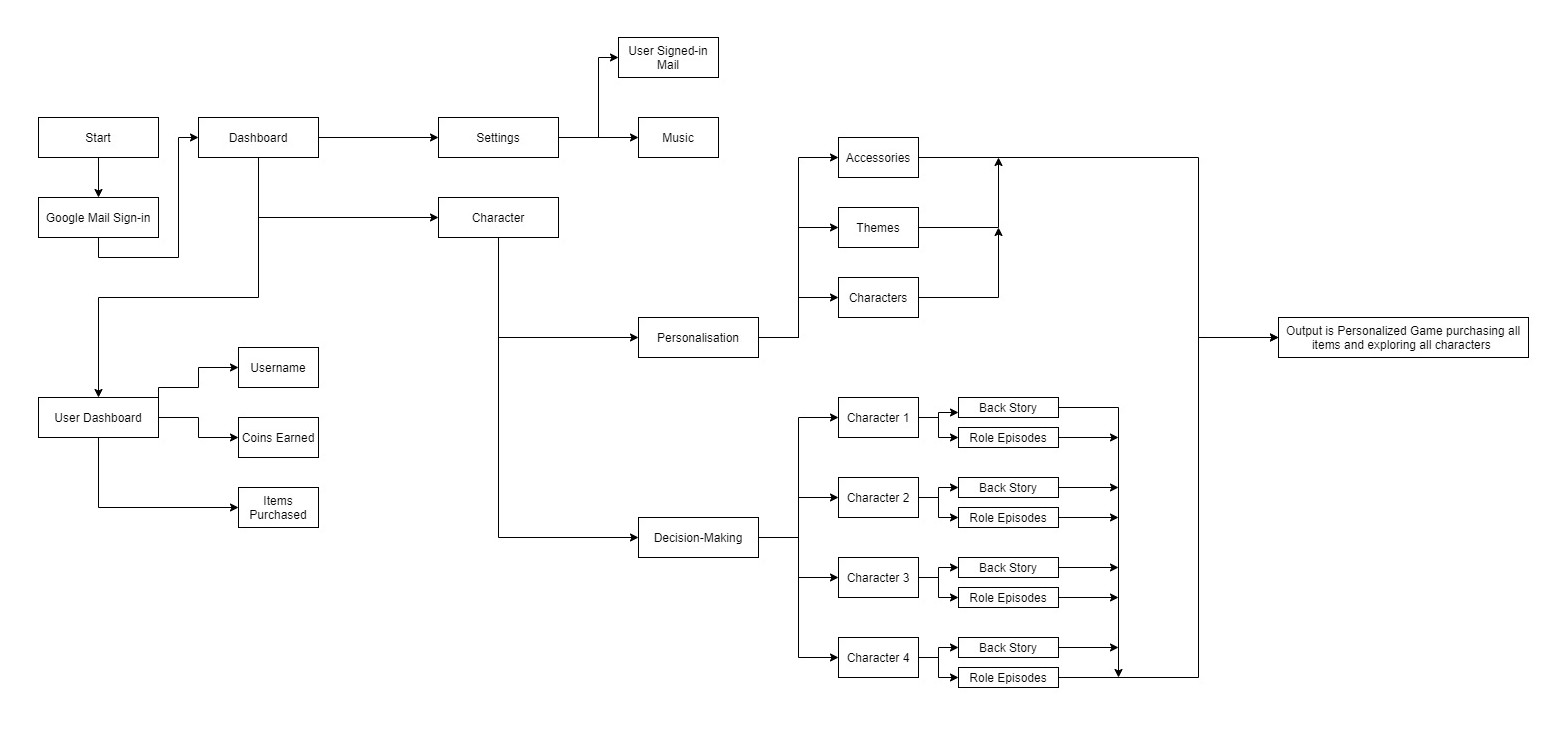 User Signed-in
Mail
Start
Dashboard
Settings
Music
Accessories
Google Mail Sign-in
Character
Themes
Characters
Personalisation
Output is Personalized Game purchasing all
items and exploring all characters
Username
User Dashboard
Coins Earned
Items
Purchased
Decision-Making
Character 1
Back Story
Role Episodes
Character 2
Back Story
Role Episodes
Character 3
Back Story
Role Episodes
Character 4
Back Story
Role Episodes